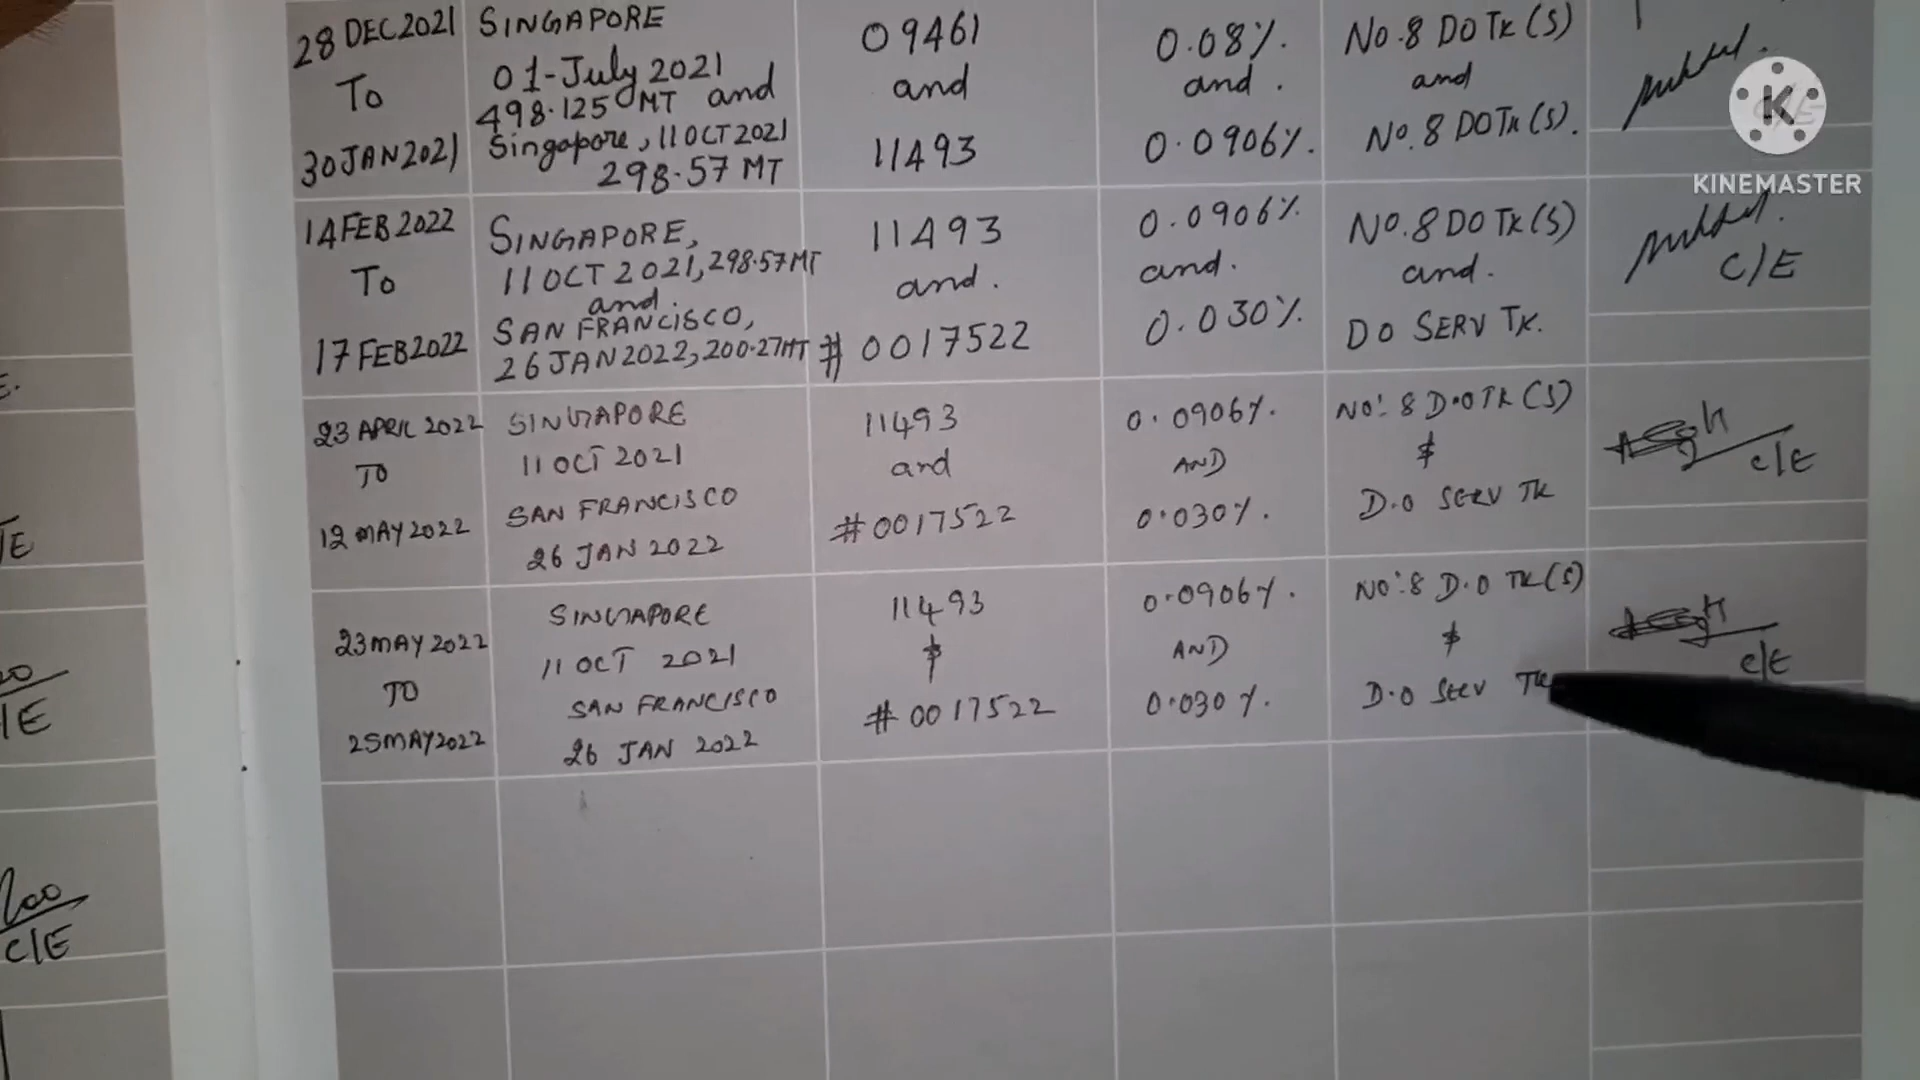 28 DEC 2021
To
30 JAN 2021
SINGAPORE
01-July 2021
498.125 MT and
Singapore, 11 OCT 2021
298.57 MT
09461
and
11493
0.08%.
and.
0.0906%.
No.8 DO TK (S)
and
No.8 DO TK (S).
KINEMASTER
14 FEB 2022
To
17 FEB 2022
SINGAPORE,
11 OCT 2021, 298.57 MT
and.
SAN FRANCISCO,
26 JAN 2022, 200.27 MT
11493
and.
#0017522
0.0906%.
and.
0.030%.
No.8 DO TK (S)
and.
DO SERV TK.
C/E
23 APRIL 2022
TO
12 MAY 2022
SINGAPORE
11 OCT 2021
SAN FRANCISCO
26 JAN 2022
11493
and
#0017522
0.0906%.
AND
0.030%.
NO: 8 D.O TK (S)
&
D.O SERV TK
C/E
23 MAY 2022
TO
25 MAY 2022
SINGAPORE
11 OCT 2021
SAN FRANCISCO
26 JAN 2022
11493
&
#0017522
0.0906%.
AND
0.030%.
NO: 8 D.O TK (S)
&
D.O SERV TK
C/E
E.
E
/E
C/E